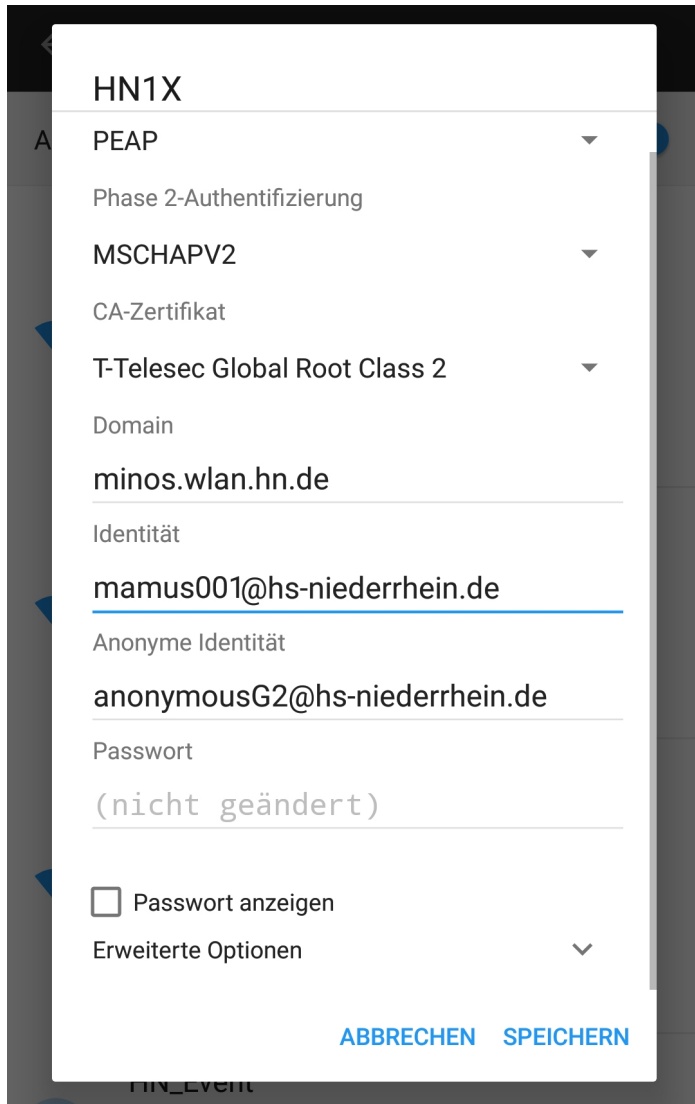 HN1X
A
PEAP
Phase 2-Authentifizierung
MSCHAPV2
CA-Zertifikat
T-Telesec Global Root Class 2
Domain
minos.wlan.hn.de
Identität
mamus001@hs-niederrhein.de
Anonyme Identität
anonymousG2@hs-niederrhein.de
Passwort
(nicht geändert)
Passwort anzeigen
Erweiterte Optionen
ABBRECHEN SPEICHERN
HN_Event